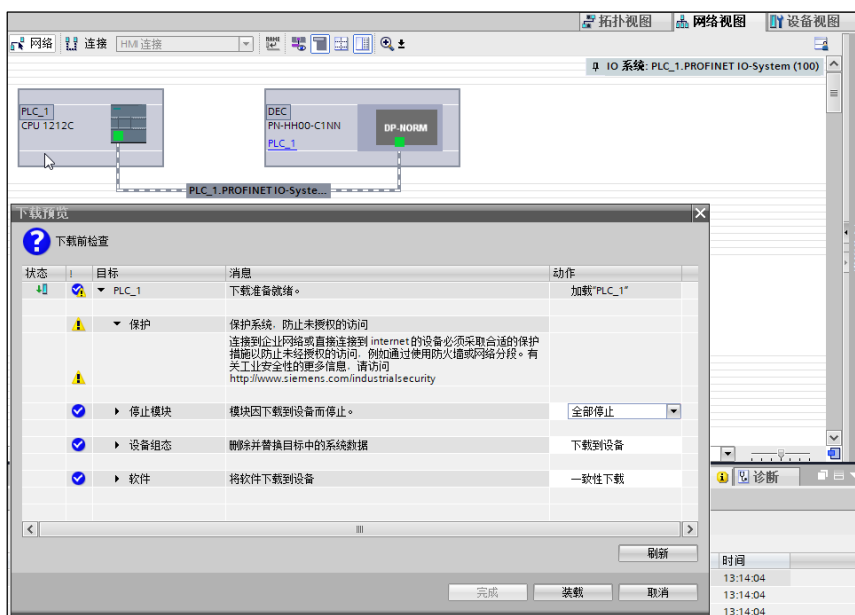 拓扑视图 网络视图 设备视图
网络 连接 HMI 连接
IO 系统: PLC_1.PROFINET IO-System (100)
PLC_1
CPU 1212C
DEC
PN-HH00-C1NN
PLC_1
DP-NORM
PLC_1.PROFINET IO-Syste...
下载预览
下载前检查
状态 ! 目标 消息 动作
PLC_1 下载准备就绪。 加载"PLC_1"
保护 保护系统，防止未授权的访问
连接到企业网络或直接连接到 internet 的设备必须采取合适的保护
措施以防止未经授权的访问，例如通过使用防火墙或网络分段。有
关工业安全性的更多信息，请访问
http://www.siemens.com/industrialsecurity
停止模块 模块因下载到设备而停止。 全部停止
设备组态 删除并替换目标中的系统数据 下载到设备
软件 将软件下载到设备 一致性下载
刷新
完成 装载 取消
诊断
时间
13:14:04
13:14:04
13:14:04